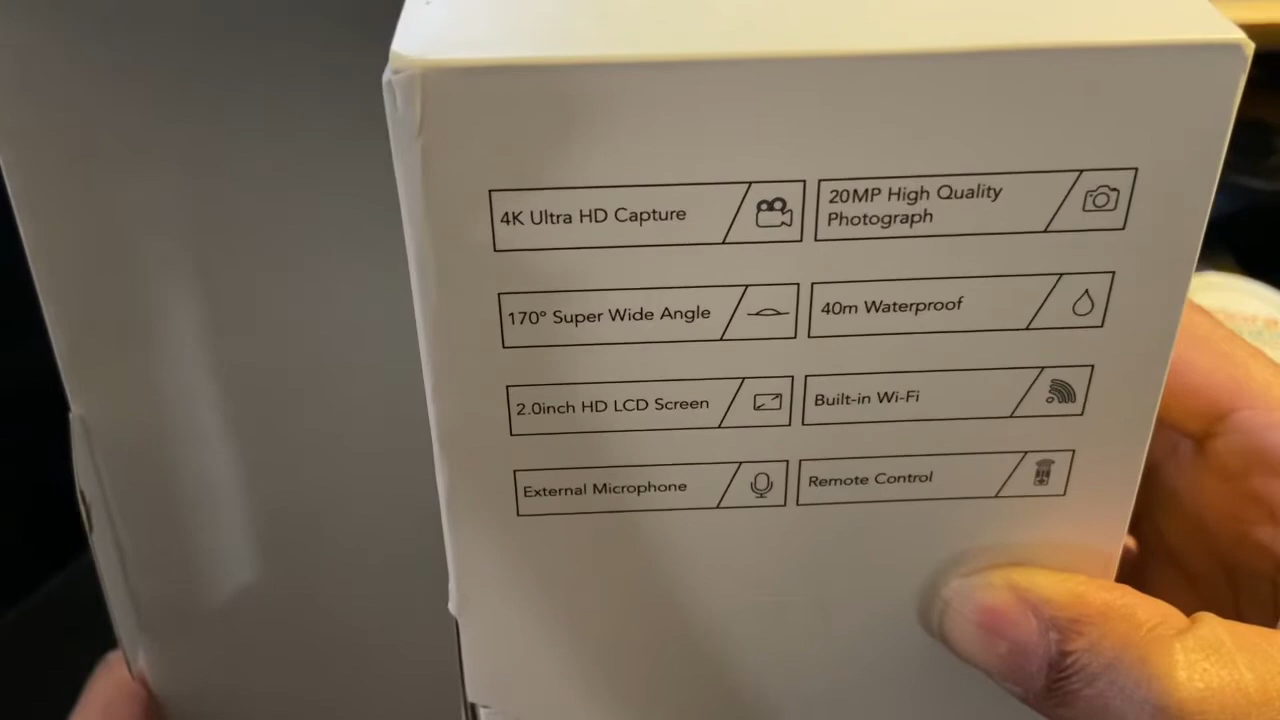 4K Ultra HD Capture
20MP High Quality
Photograph
170° Super Wide Angle
40m Waterproof
2.0inch HD LCD Screen
Built-in Wi-Fi
External Microphone
Remote Control